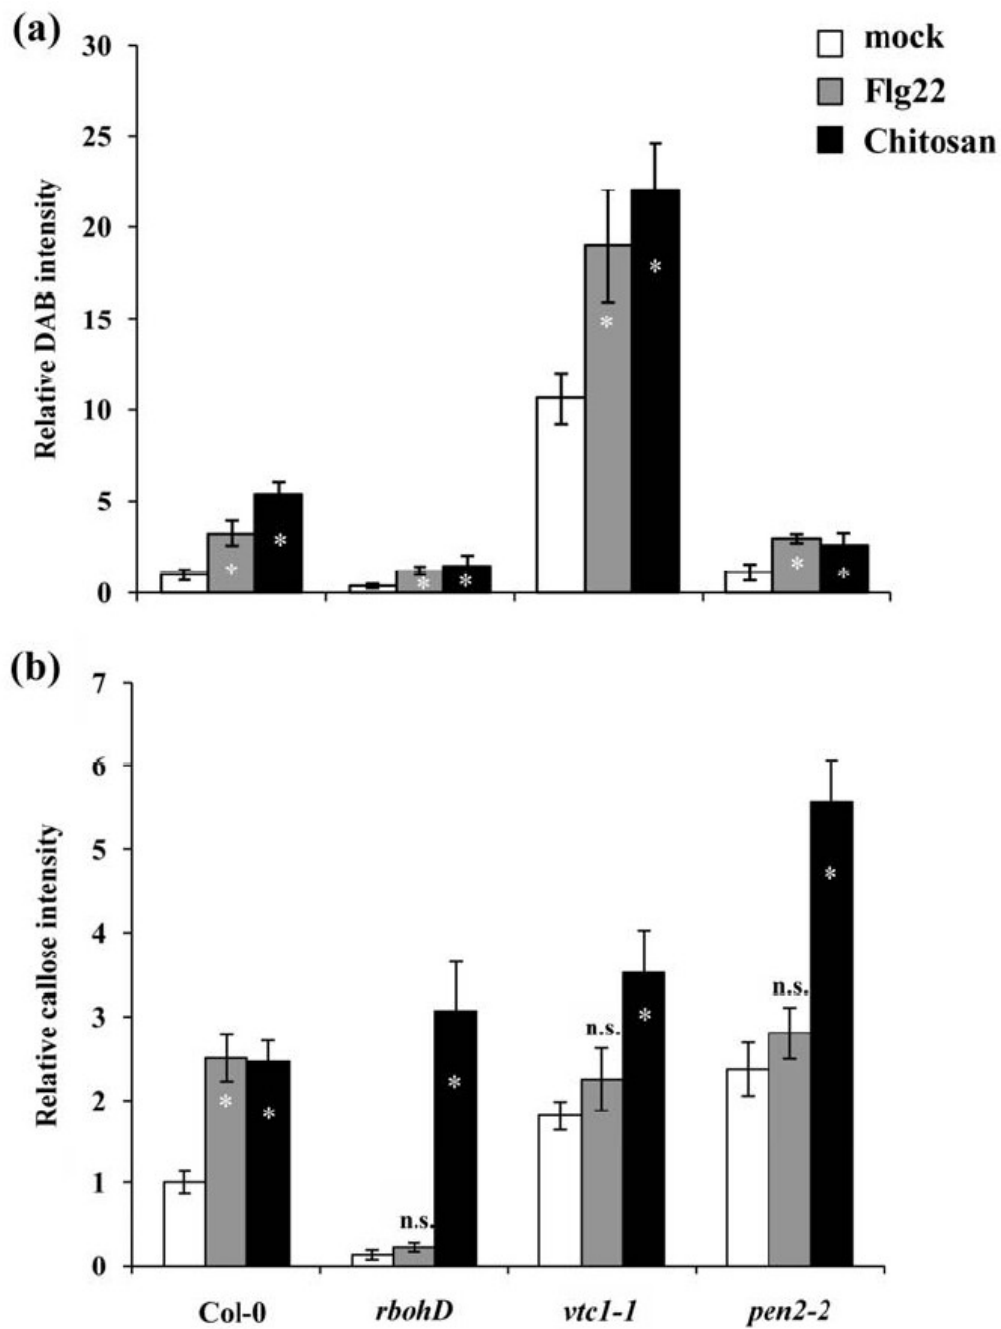 (a)
mock
Flg22
Chitosan
Relative DAB intensity
30
25
20
15
10
5
0
* * * * * * * *
(b)
Relative callose intensity
7
6
5
4
3
2
1
0
* * n.s. * n.s. * n.s. *
Col-0 rbohD vtc1-1 pen2-2